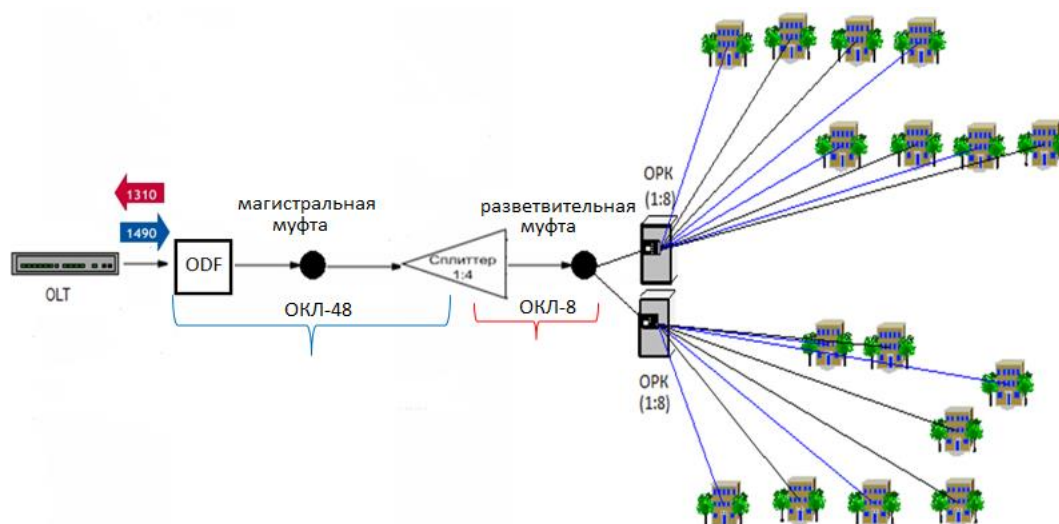 ОРК
(1:8)
1310
1490
магистральная
муфта
разветвительная
муфта
ODF
Сплиттер
1:4
OLT
ОКЛ-48
ОКЛ-8
ОРК
(1:8)